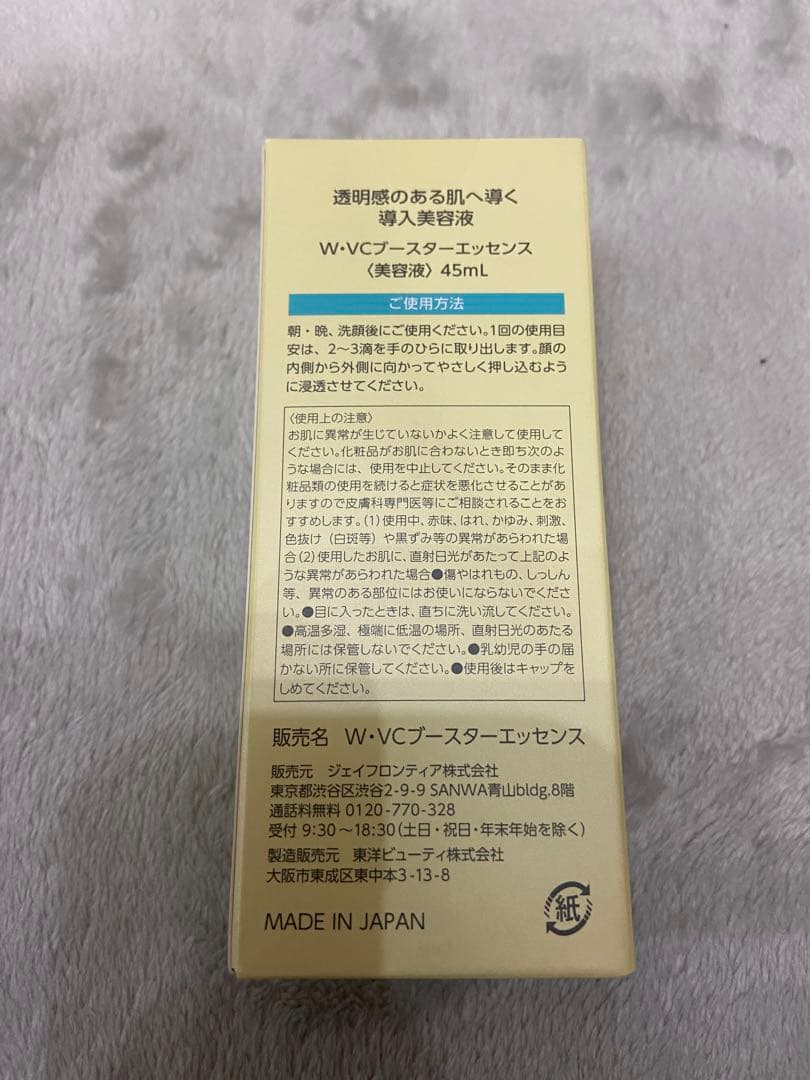 透明感のある肌へ導く
導入美容液
W・VCブースターエッセンス
〈美容液〉 45mL
ご使用方法
朝・晩、洗顔後にご使用ください。1回の使用目
安は、2～3滴を手のひらに取り出します。顔の
内側から外側に向かってやさしく押し込むよう
に浸透させてください。
〈使用上の注意〉
お肌に異常が生じていないかよく注意して使用して
ください。化粧品がお肌に合わないとき即ち次のよ
うな場合には、使用を中止してください。そのまま化
粧品類の使用を続けると症状を悪化させることがあ
りますので皮膚科専門医等にご相談されることをお
すすめします。(1)使用中、赤味、はれ、かゆみ、刺激、
色抜け（白斑等）や黒ずみ等の異常があらわれた場
合(2)使用したお肌に、直射日光があたって上記のよ
うな異常があらわれた場合●傷やはれもの、しっしん
等、異常のある部位にはお使いにならないでくださ
い。●目に入ったときは、直ちに洗い流してください。
●高温多湿、極端に低温の場所、直射日光のあたる
場所には保管しないでください。●乳幼児の手の届
かない所に保管してください。●使用後はキャップを
しめてください。
販売名 W・VCブースターエッセンス
販売元 ジェイフロンティア株式会社
東京都渋谷区渋谷2-9-9 SANWA青山bldg.8階
通話料無料 0120-770-328
受付 9:30～18:30（土日・祝日・年末年始を除く）
製造販売元 東洋ビューティ株式会社
大阪市東成区東中本3-13-8
MADE IN JAPAN
紙